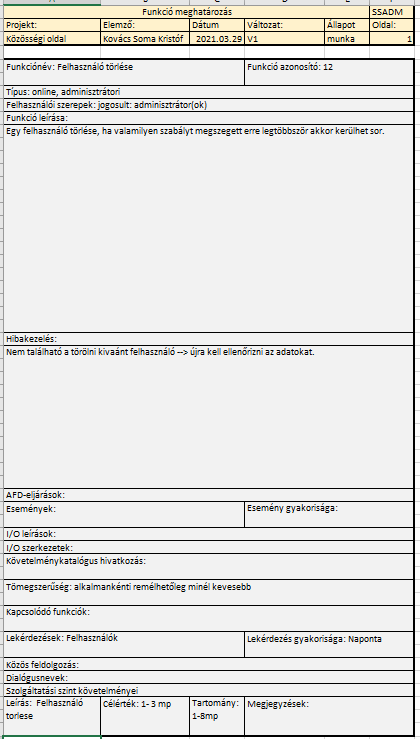 Funkció meghatározás SSADM
Projekt: Elemző: Dátum Változat: Állapot Oldal:
Közösségi oldal Kovács Soma Kristóf 2021.03.29 V1 munka 1
Funkciónév: Felhasználó törlése Funkció azonosító: 12
Típus: online, adminisztrátori
Felhasználói szerepek: jogosult: adminisztrátor(ok)
Funkció leírása:
Egy felhasználó törlése, ha valamilyen szabályt megszegett erre legtöbbször akkor kerülhet sor.
Hibakezelés:
Nem található a törölni kivaánt felhasználó --> újra kell ellenőrizni az adatokat.
AFD-eljárások:
Események: Esemény gyakorisága:
I/O leírások:
I/O szerkezetek:
Követelménykatalógus hivatkozás:
Tömegszerűség: alkalmankénti remélhetőleg minél kevesebb
Kapcsolódó funkciók:
Lekérdezések: Felhasználók Lekérdezés gyakorisága: Naponta
Közös feldolgozás:
Dialógusnevek:
Szolgáltatási szint követelményei
Leírás: Felhasználó Célérték: 1- 3 mp Tartomány: Megjegyzések:
torlese 1-8mp